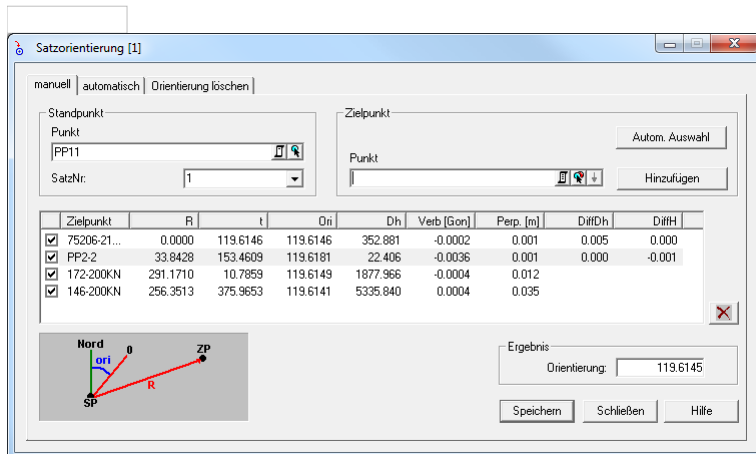 Satzorientierung [1]
manuell automatisch Orientierung löschen
Standpunkt
Punkt
PP11
SatzNr: 1
Zielpunkt
Punkt
Autom. Auswahl
Hinzufügen
Zielpunkt R t Ori Dh Verb [Gon] Perp. [m] DiffDh DiffH
75206-21... 0.0000 119.6146 119.6146 352.881 -0.0002 0.001 0.005 0.000
PP2-2 33.8428 153.4609 119.6181 22.406 -0.0036 0.001 0.000 -0.001
172-200KN 291.1710 10.7859 119.6149 1877.966 -0.0004 0.012
146-200KN 256.3513 375.9653 119.6141 5335.840 0.0004 0.035
Nord
0
ZP
ori
R
SP
Ergebnis
Orientierung: 119.6145
Speichern Schließen Hilfe